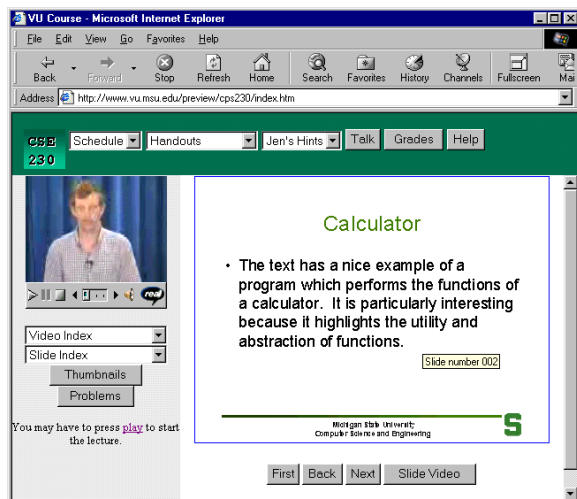 VU Course - Microsoft Internet Explorer
File Edit View Go Favorites Help
Back Forward Stop Refresh Home Search Favorites History Channels Fullscreen Mai
Address http://www.vu.msu.edu/preview/cps230/index.htm
CSE
230
Schedule Handouts Jen's Hints Talk Grades Help
real
Video Index
Slide Index
Thumbnails
Problems
You may have to press play to start
the lecture.
Calculator
• The text has a nice example of a
program which performs the functions of
a calculator. It is particularly interesting
because it highlights the utility and
abstraction of functions.
Slide number 002
Michigan State University
Computer Science and Engineering
S
First Back Next Slide Video